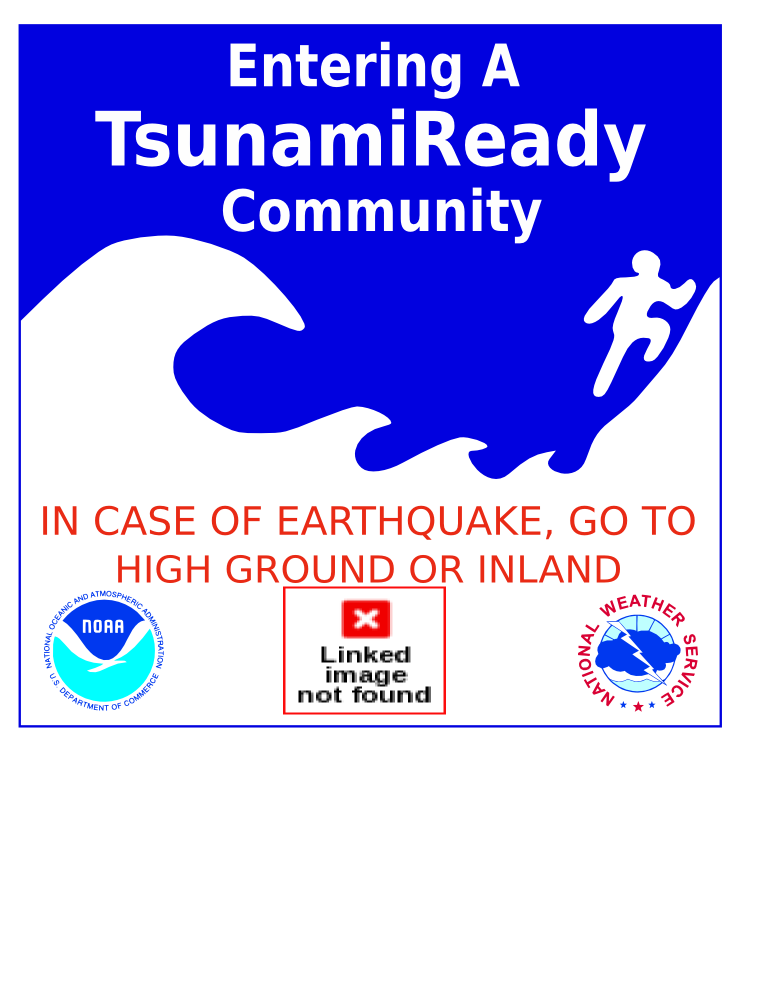 Entering A
TsunamiReady
Community
IN CASE OF EARTHQUAKE, GO TO
HIGH GROUND OR INLAND
NATIONAL OCEANIC AND ATMOSPHERIC ADMINISTRATION
NOAA
U.S. DEPARTMENT OF COMMERCE
Linked
image
not found
NATIONAL WEATHER SERVICE